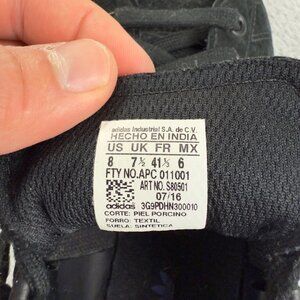 adidas Industrial S.A. de C.V.
HECHO EN INDIA
US UK FR MX
8 7½ 41⅓ 6
FTY NO. APC 011001
ART NO. S80501
07/16
adidas 3G9PDHN300010
CORTE: PIEL PORCINO
FORRO: TEXTIL
SUELA: SINTETICA